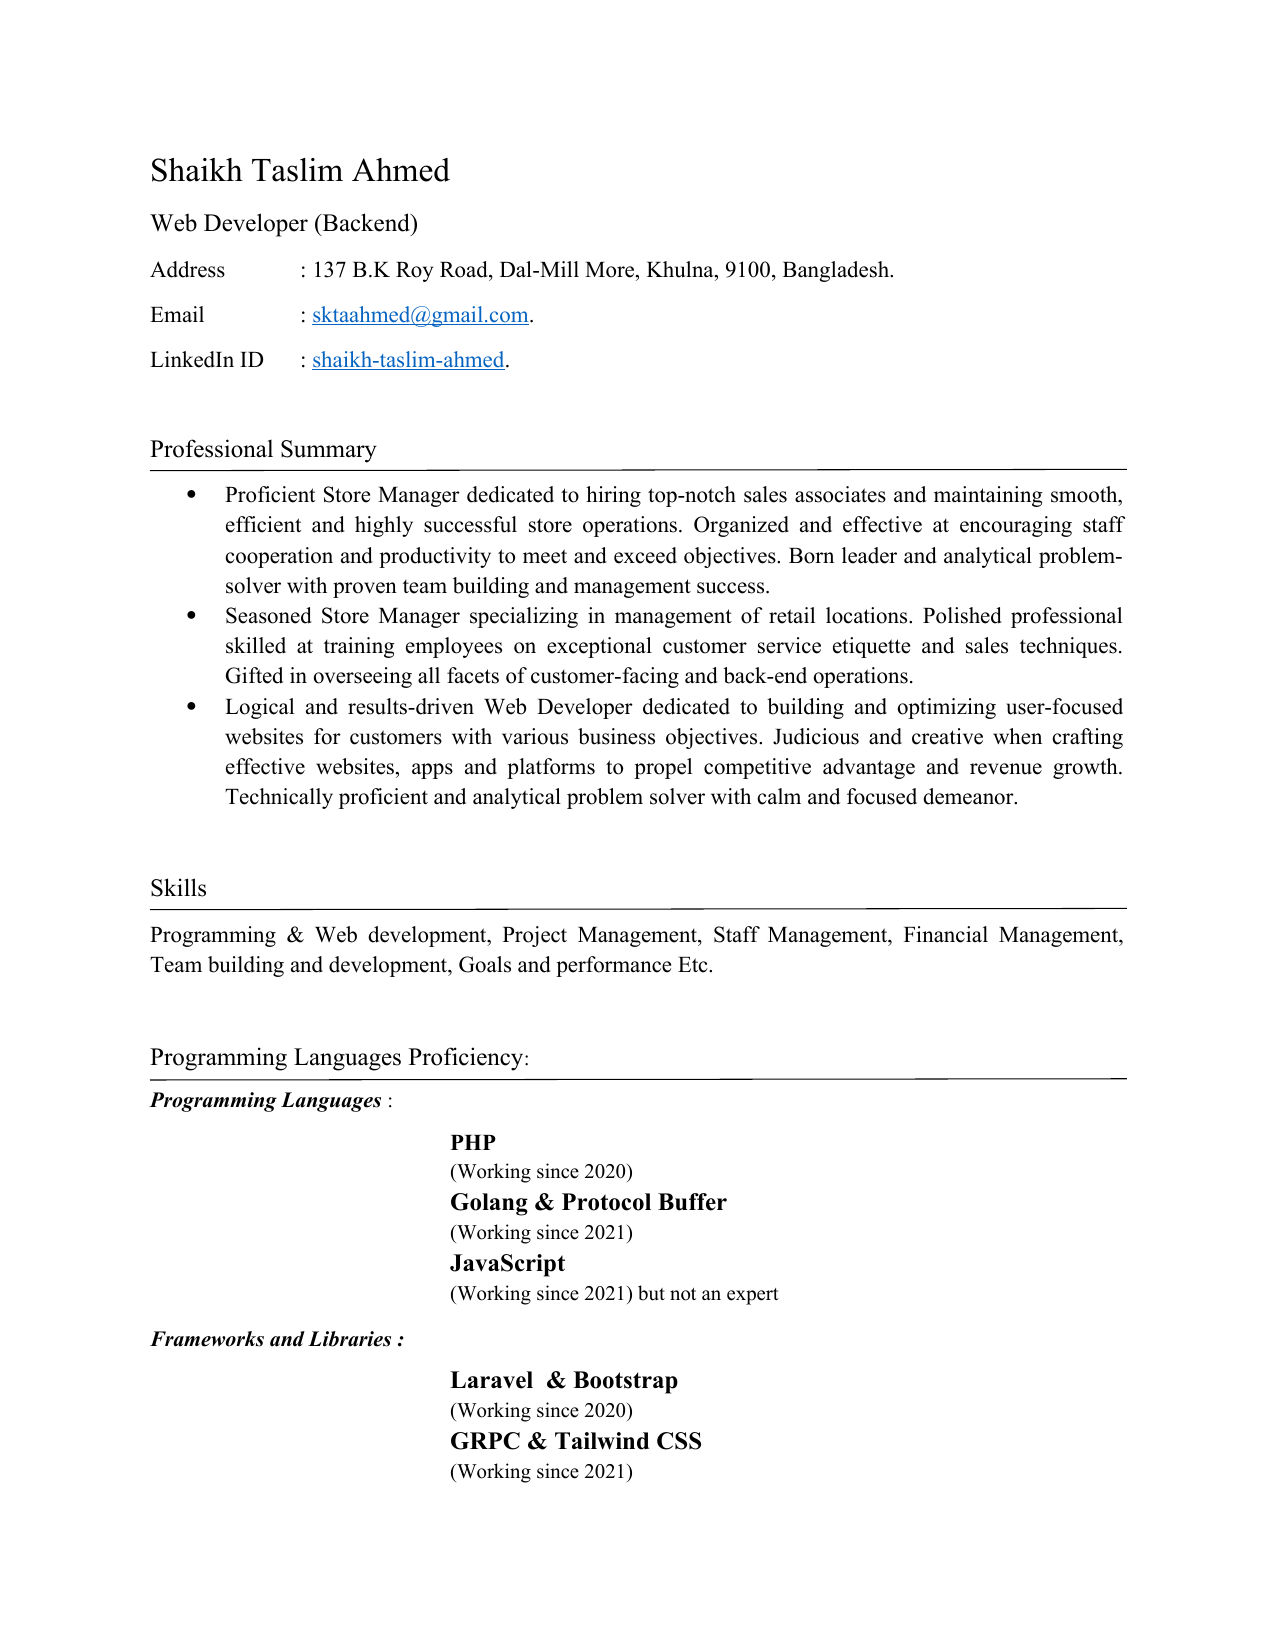 Shaikh Taslim Ahmed
Web Developer (Backend)
Address : 137 B.K Roy Road, Dal-Mill More, Khulna, 9100, Bangladesh.
Email : sktaahmed@gmail.com.
LinkedIn ID : shaikh-taslim-ahmed.
Professional Summary
• Proficient Store Manager dedicated to hiring top-notch sales associates and maintaining smooth,
efficient and highly successful store operations. Organized and effective at encouraging staff
cooperation and productivity to meet and exceed objectives. Born leader and analytical problem-
solver with proven team building and management success.
• Seasoned Store Manager specializing in management of retail locations. Polished professional
skilled at training employees on exceptional customer service etiquette and sales techniques.
Gifted in overseeing all facets of customer-facing and back-end operations.
• Logical and results-driven Web Developer dedicated to building and optimizing user-focused
websites for customers with various business objectives. Judicious and creative when crafting
effective websites, apps and platforms to propel competitive advantage and revenue growth.
Technically proficient and analytical problem solver with calm and focused demeanor.
Skills
Programming & Web development, Project Management, Staff Management, Financial Management,
Team building and development, Goals and performance Etc.
Programming Languages Proficiency:
Programming Languages :
PHP
(Working since 2020)
Golang & Protocol Buffer
(Working since 2021)
JavaScript
(Working since 2021) but not an expert
Frameworks and Libraries :
Laravel & Bootstrap
(Working since 2020)
GRPC & Tailwind CSS
(Working since 2021)